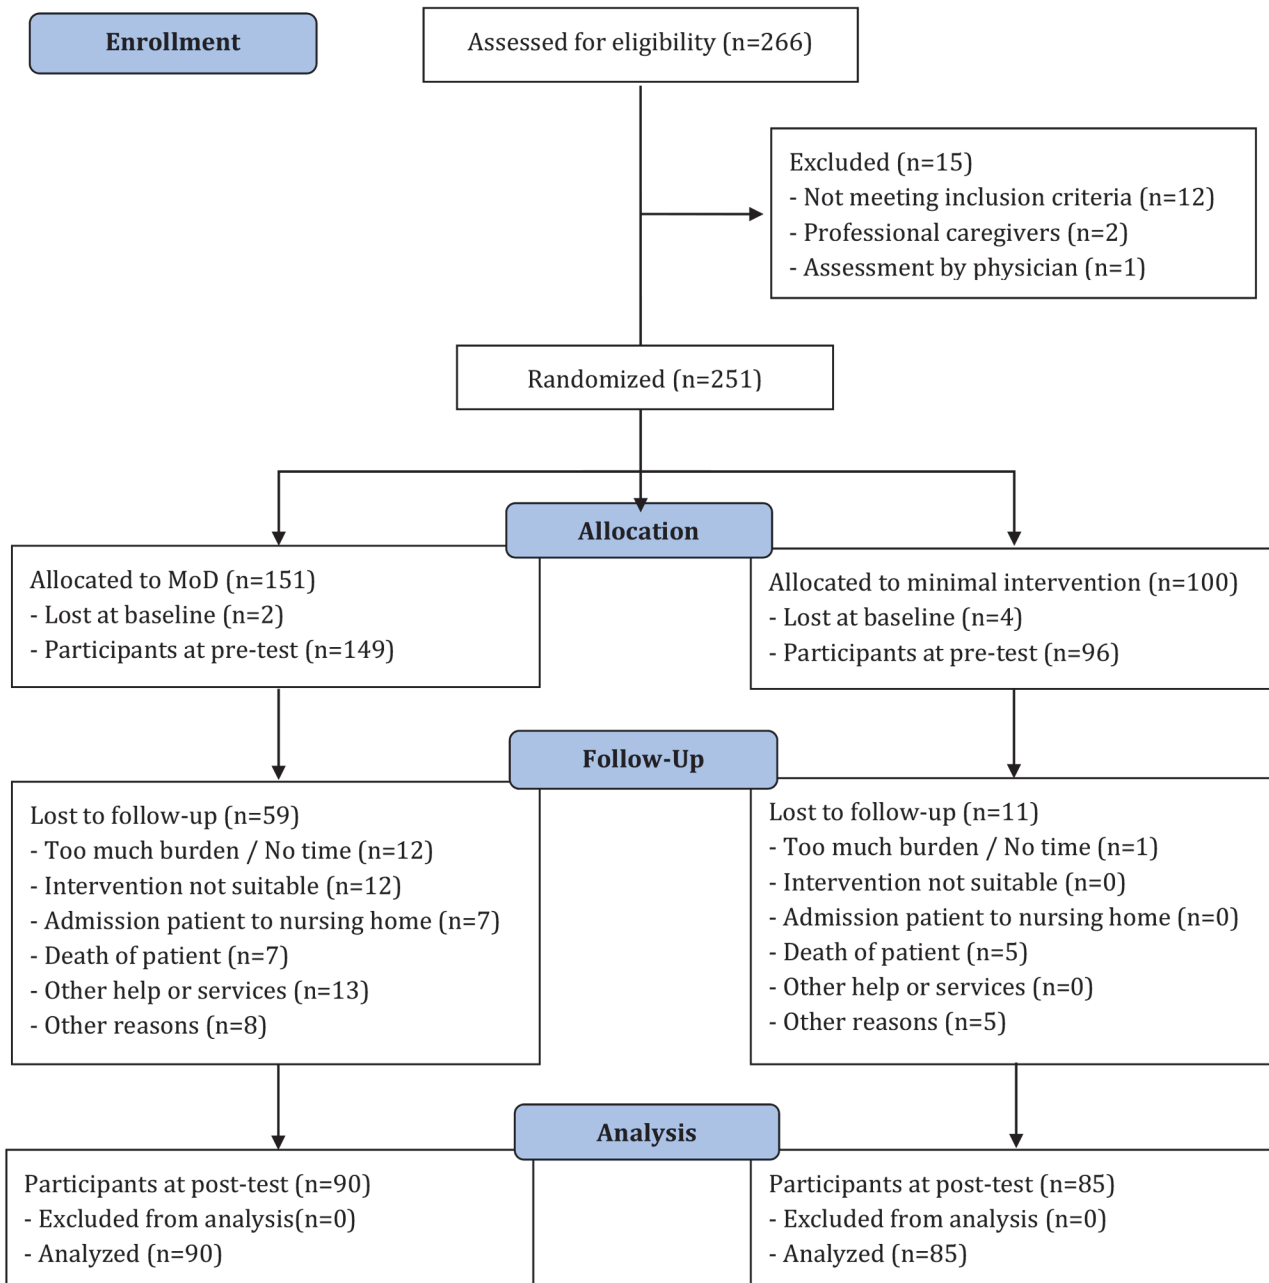 Enrollment
Assessed for eligibility (n=266)
Excluded (n=15)
- Not meeting inclusion criteria (n=12)
- Professional caregivers (n=2)
- Assessment by physician (n=1)
Randomized (n=251)
Allocation
Allocated to MoD (n=151)
- Lost at baseline (n=2)
- Participants at pre-test (n=149)
Allocated to minimal intervention (n=100)
- Lost at baseline (n=4)
- Participants at pre-test (n=96)
Follow-Up
Lost to follow-up (n=59)
- Too much burden / No time (n=12)
- Intervention not suitable (n=12)
- Admission patient to nursing home (n=7)
- Death of patient (n=7)
- Other help or services (n=13)
- Other reasons (n=8)
Lost to follow-up (n=11)
- Too much burden / No time (n=1)
- Intervention not suitable (n=0)
- Admission patient to nursing home (n=0)
- Death of patient (n=5)
- Other help or services (n=0)
- Other reasons (n=5)
Analysis
Participants at post-test (n=90)
- Excluded from analysis(n=0)
- Analyzed (n=90)
Participants at post-test (n=85)
- Excluded from analysis (n=0)
- Analyzed (n=85)